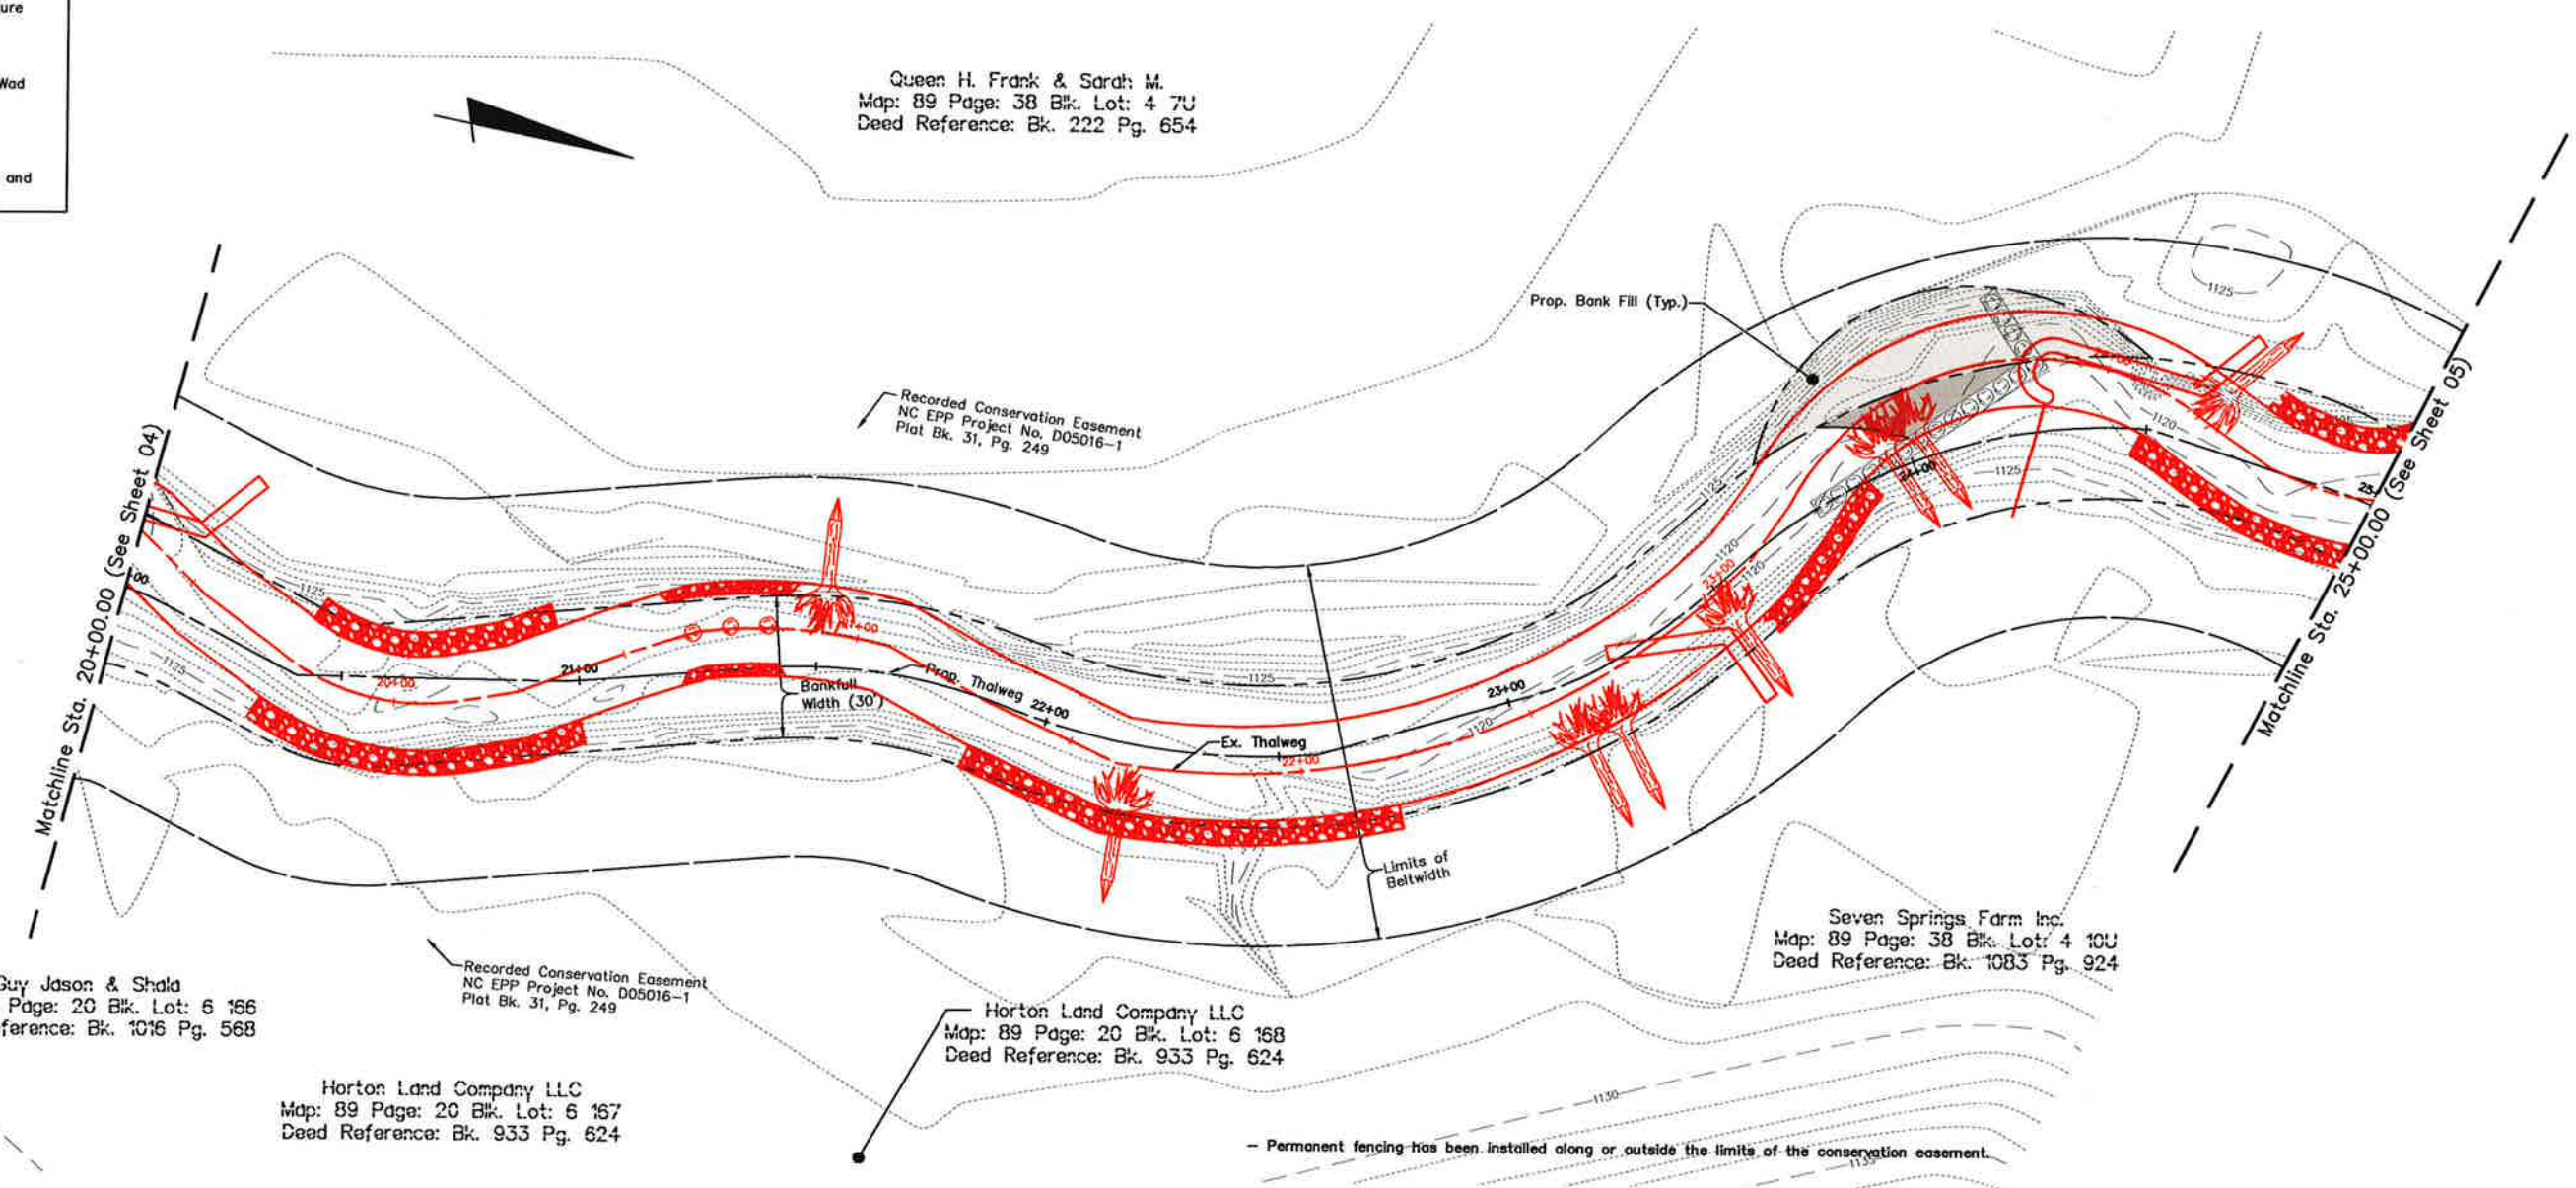 ure
Wad
and
Queen H. Frank & Sarah M.
Map: 89 Page: 38 Blk. Lot: 4 7U
Deed Reference: Bk. 222 Pg. 654
Prop. Bank Fill (Typ.)
Recorded Conservation Easement
NC EPP Project No. D05016-1
Plat Bk. 31, Pg. 249
Matchline Sta. 20+00.00 (See Sheet 04)
Matchline Sta. 25+00.00 (See Sheet 05)
1125
1125
1125
1120
1125
1120
1125
1120
1120
1125
20+00
21+00
Bankfull
Width (30')
Prop. Thalweg 22+00
Ex. Thalweg
22+00
23+00
23+00
24+00
Limits of
Beltwidth
Seven Springs Farm Inc.
Map: 89 Page: 38 Blk. Lot: 4 10U
Deed Reference: Bk. 1083 Pg. 924
Guy Jason & Shala
Page: 20 Blk. Lot: 6 166
ference: Bk. 1016 Pg. 568
Recorded Conservation Easement
NC EPP Project No. D05016-1
Plat Bk. 31, Pg. 249
Horton Land Company LLC
Map: 89 Page: 20 Blk. Lot: 6 168
Deed Reference: Bk. 933 Pg. 624
Horton Land Company LLC
Map: 89 Page: 20 Blk. Lot: 6 167
Deed Reference: Bk. 933 Pg. 624
1130
- Permanent fencing has been installed along or outside the limits of the conservation easement.
1135